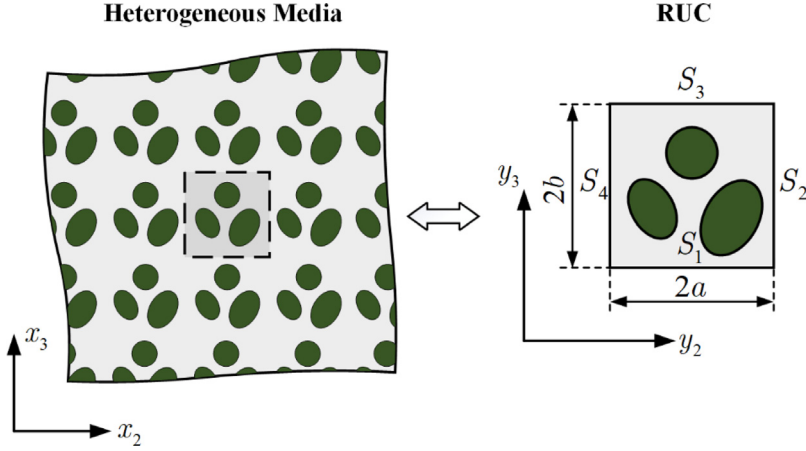 Heterogeneous Media
RUC
S₃
y₃
2b
S₄
S₂
S₁
2a
y₂
x₃
x₂